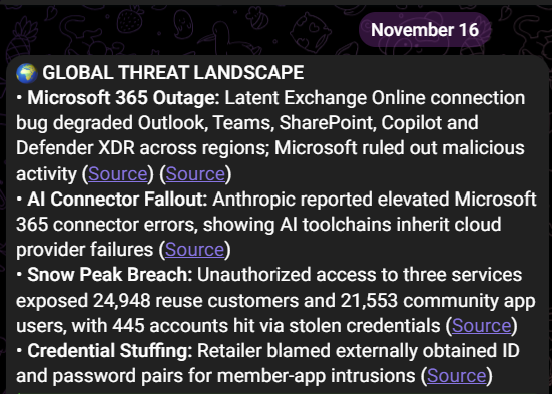 November 16
🌍 GLOBAL THREAT LANDSCAPE
• Microsoft 365 Outage: Latent Exchange Online connection
bug degraded Outlook, Teams, SharePoint, Copilot and
Defender XDR across regions; Microsoft ruled out malicious
activity (Source) (Source)
• AI Connector Fallout: Anthropic reported elevated Microsoft
365 connector errors, showing AI toolchains inherit cloud
provider failures (Source)
• Snow Peak Breach: Unauthorized access to three services
exposed 24,948 reuse customers and 21,553 community app
users, with 445 accounts hit via stolen credentials (Source)
• Credential Stuffing: Retailer blamed externally obtained ID
and password pairs for member-app intrusions (Source)